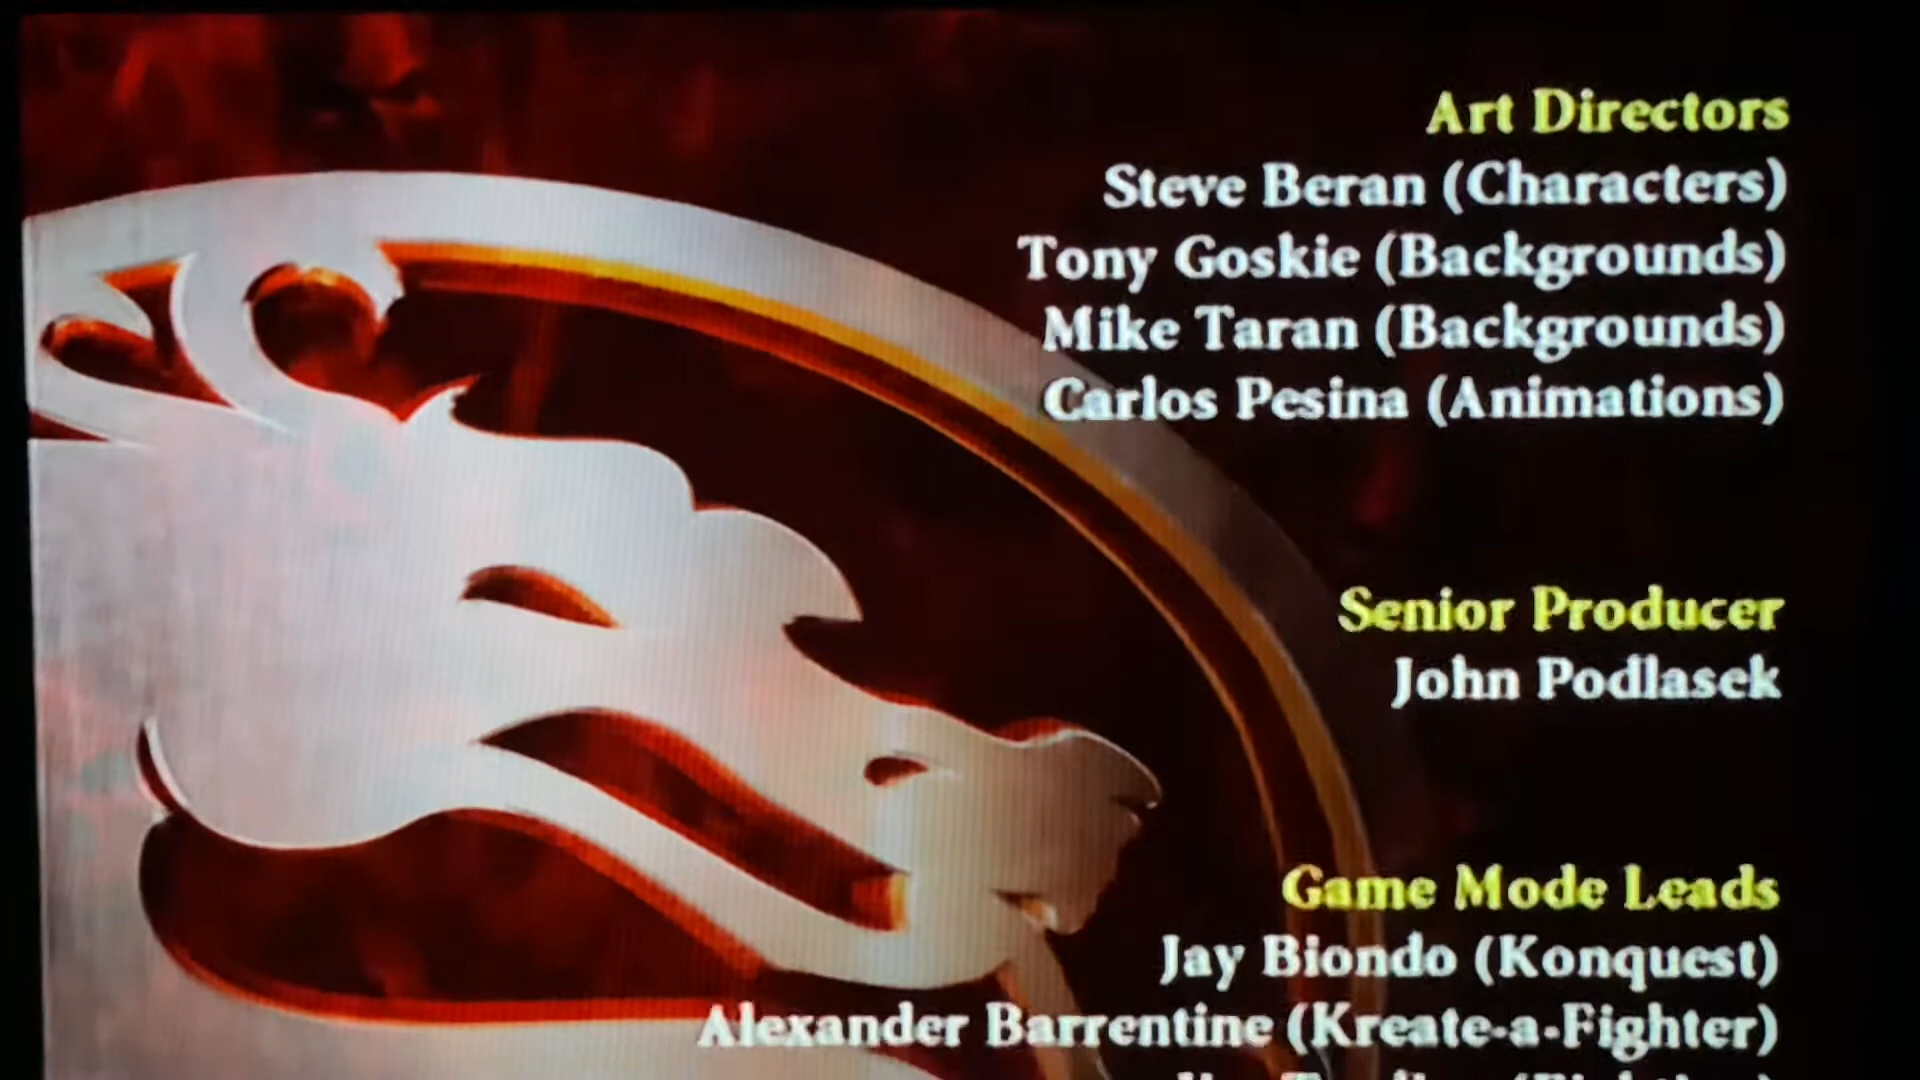 Art Directors
Steve Beran (Characters)
Tony Goskie (Backgrounds)
Mike Taran (Backgrounds)
Carlos Pesina (Animations)
Senior Producer
John Podlasek
Game Mode Leads
Jay Biondo (Konquest)
Alexander Barrentine (Kreate-a-Fighter)